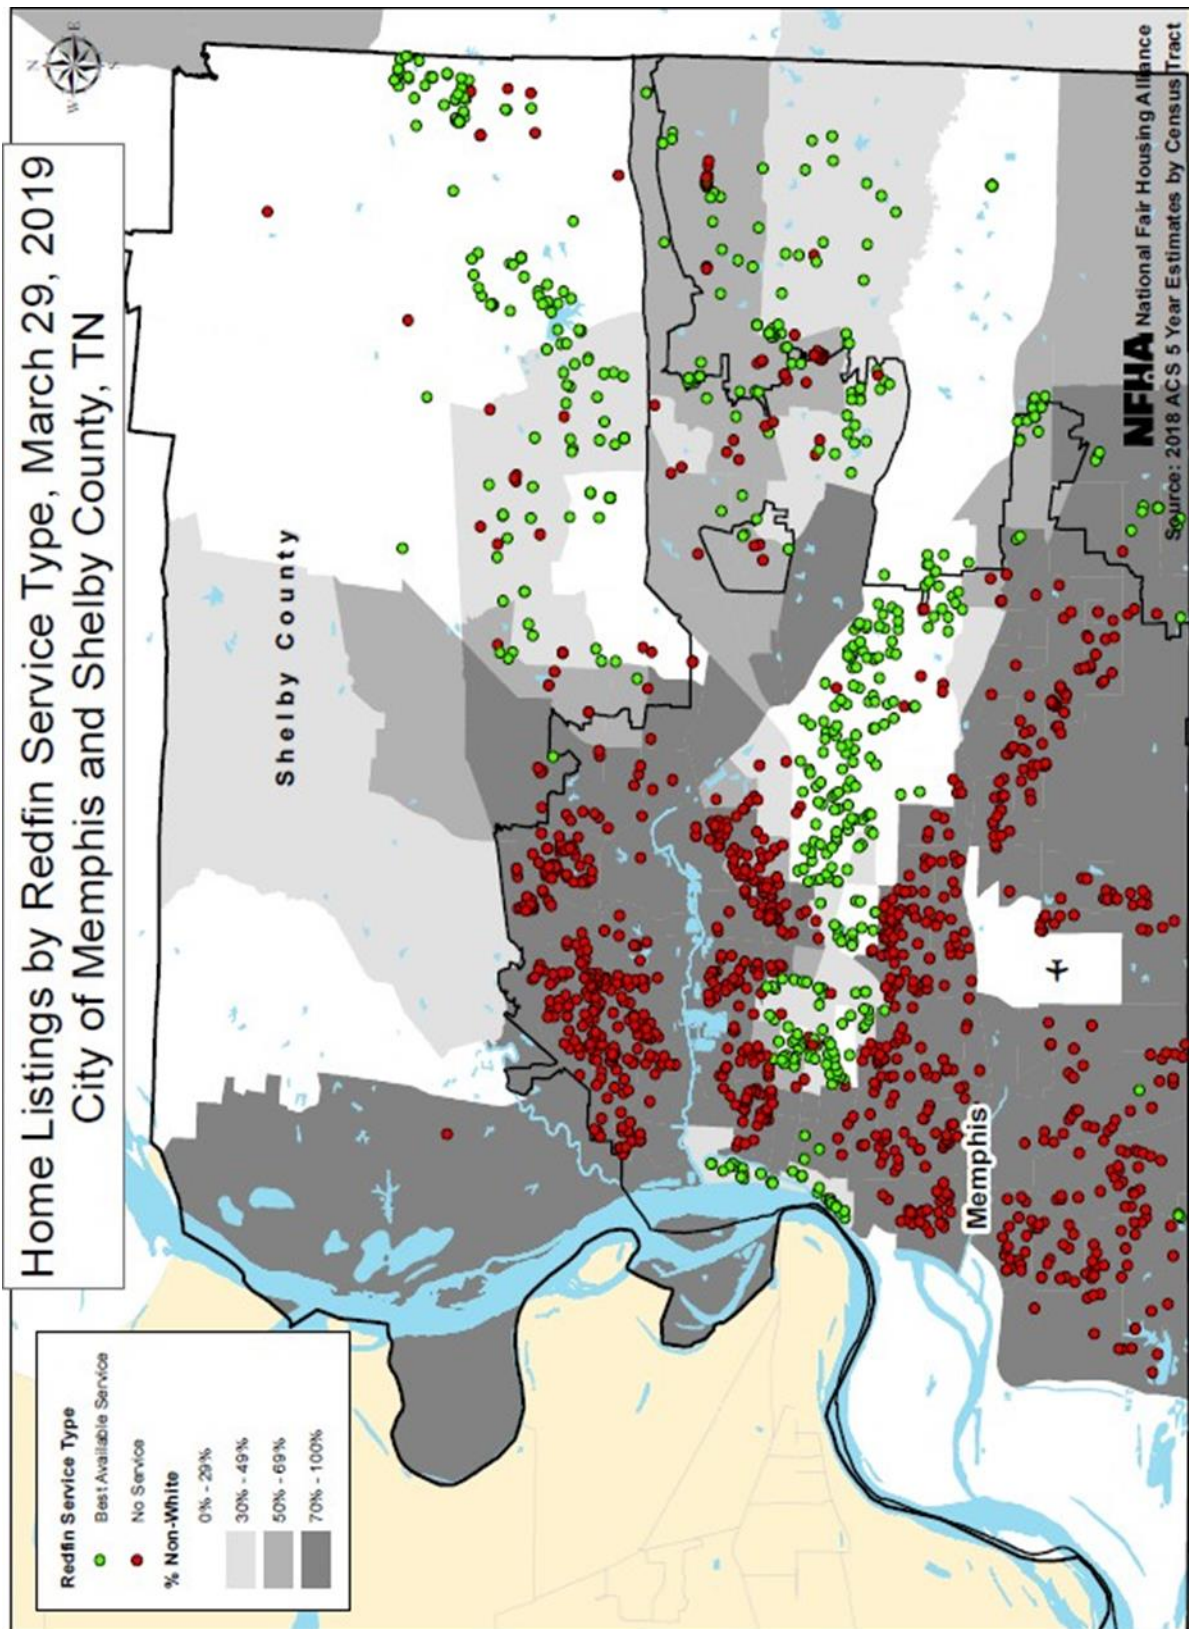 Home Listings by Redfin Service Type, March 29, 2019
City of Memphis and Shelby County, TN
N
E
S
W
Shelby County
Memphis
Redfin Service Type
Best Available Service
No Service
% Non-White
0% - 29%
30% - 49%
50% - 69%
70% - 100%
NFHA National Fair Housing Alliance
Source: 2018 ACS 5 Year Estimates by Census Tract